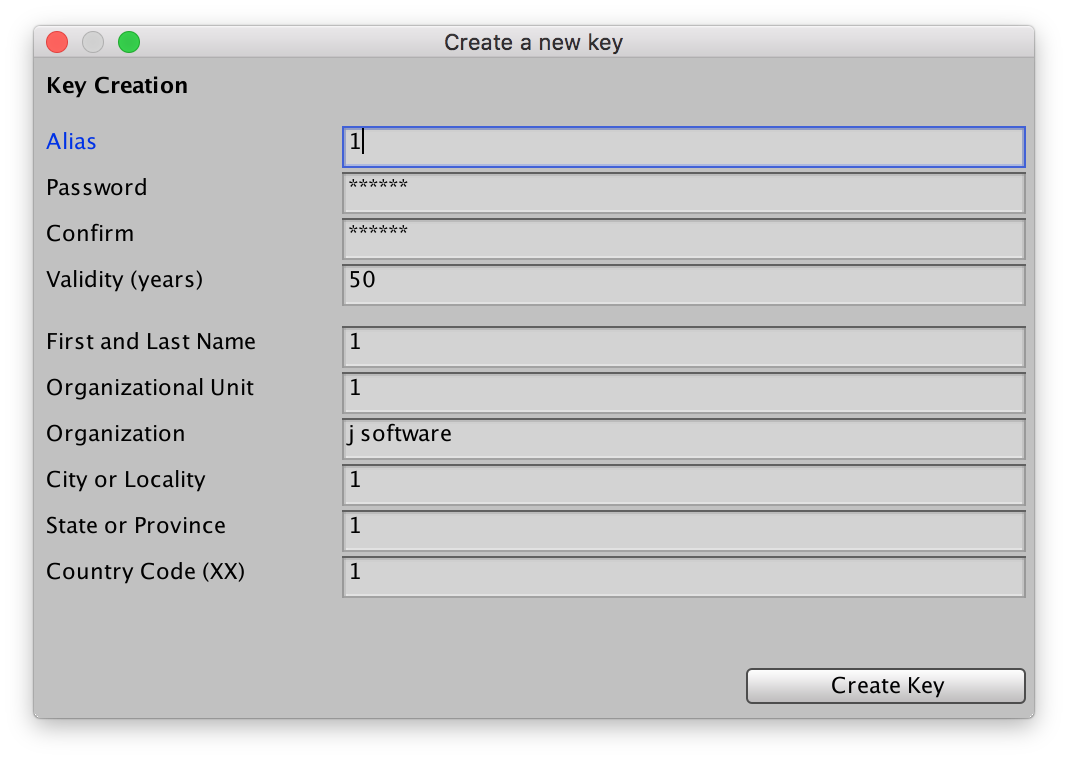 Create a new key
Key Creation
Alias 1
Password ******
Confirm ******
Validity (years) 50
First and Last Name 1
Organizational Unit 1
Organization j software
City or Locality 1
State or Province 1
Country Code (XX) 1
Create Key